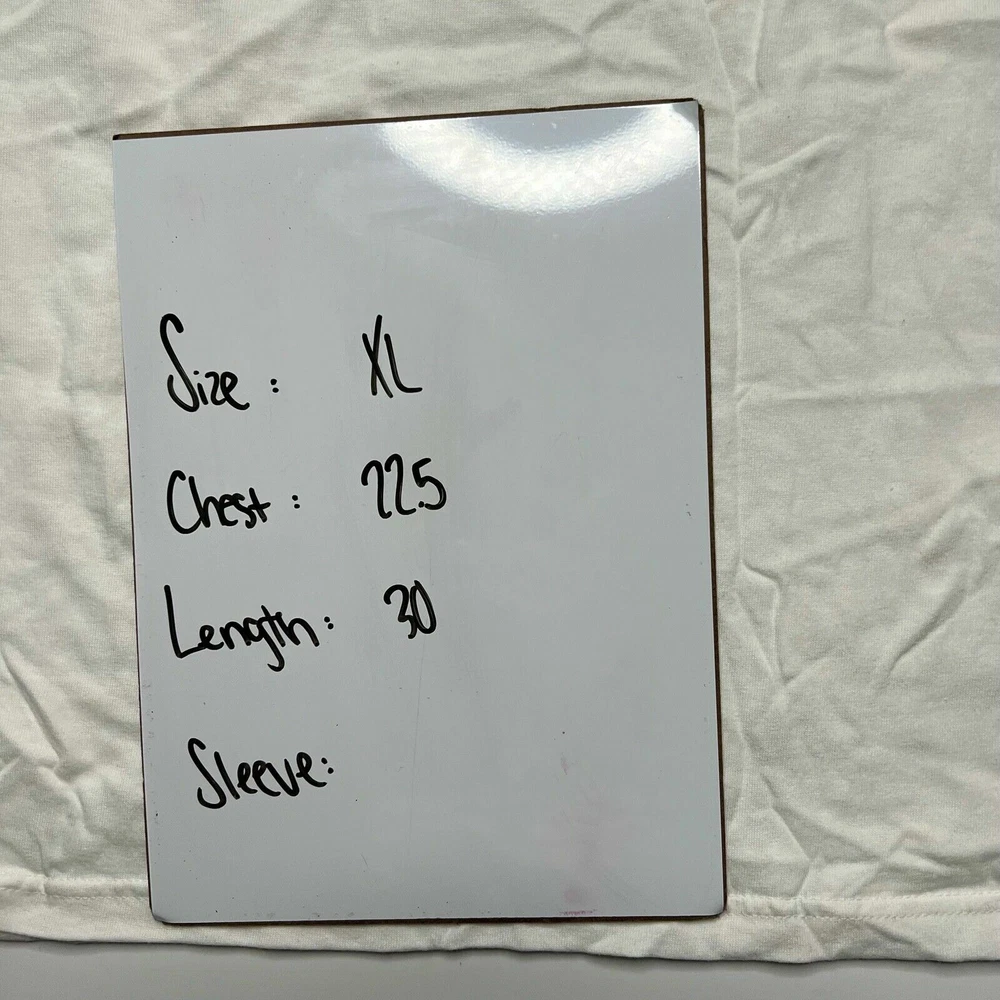 Size : XL
Chest : 22.5
Length : 30
Sleeve: